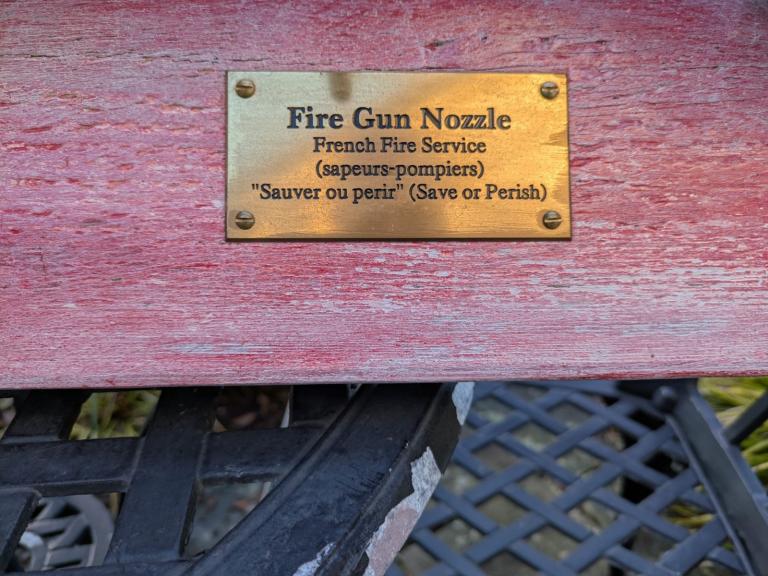 Fire Gun Nozzle
French Fire Service
(sapeurs-pompiers)
"Sauver ou perir" (Save or Perish)